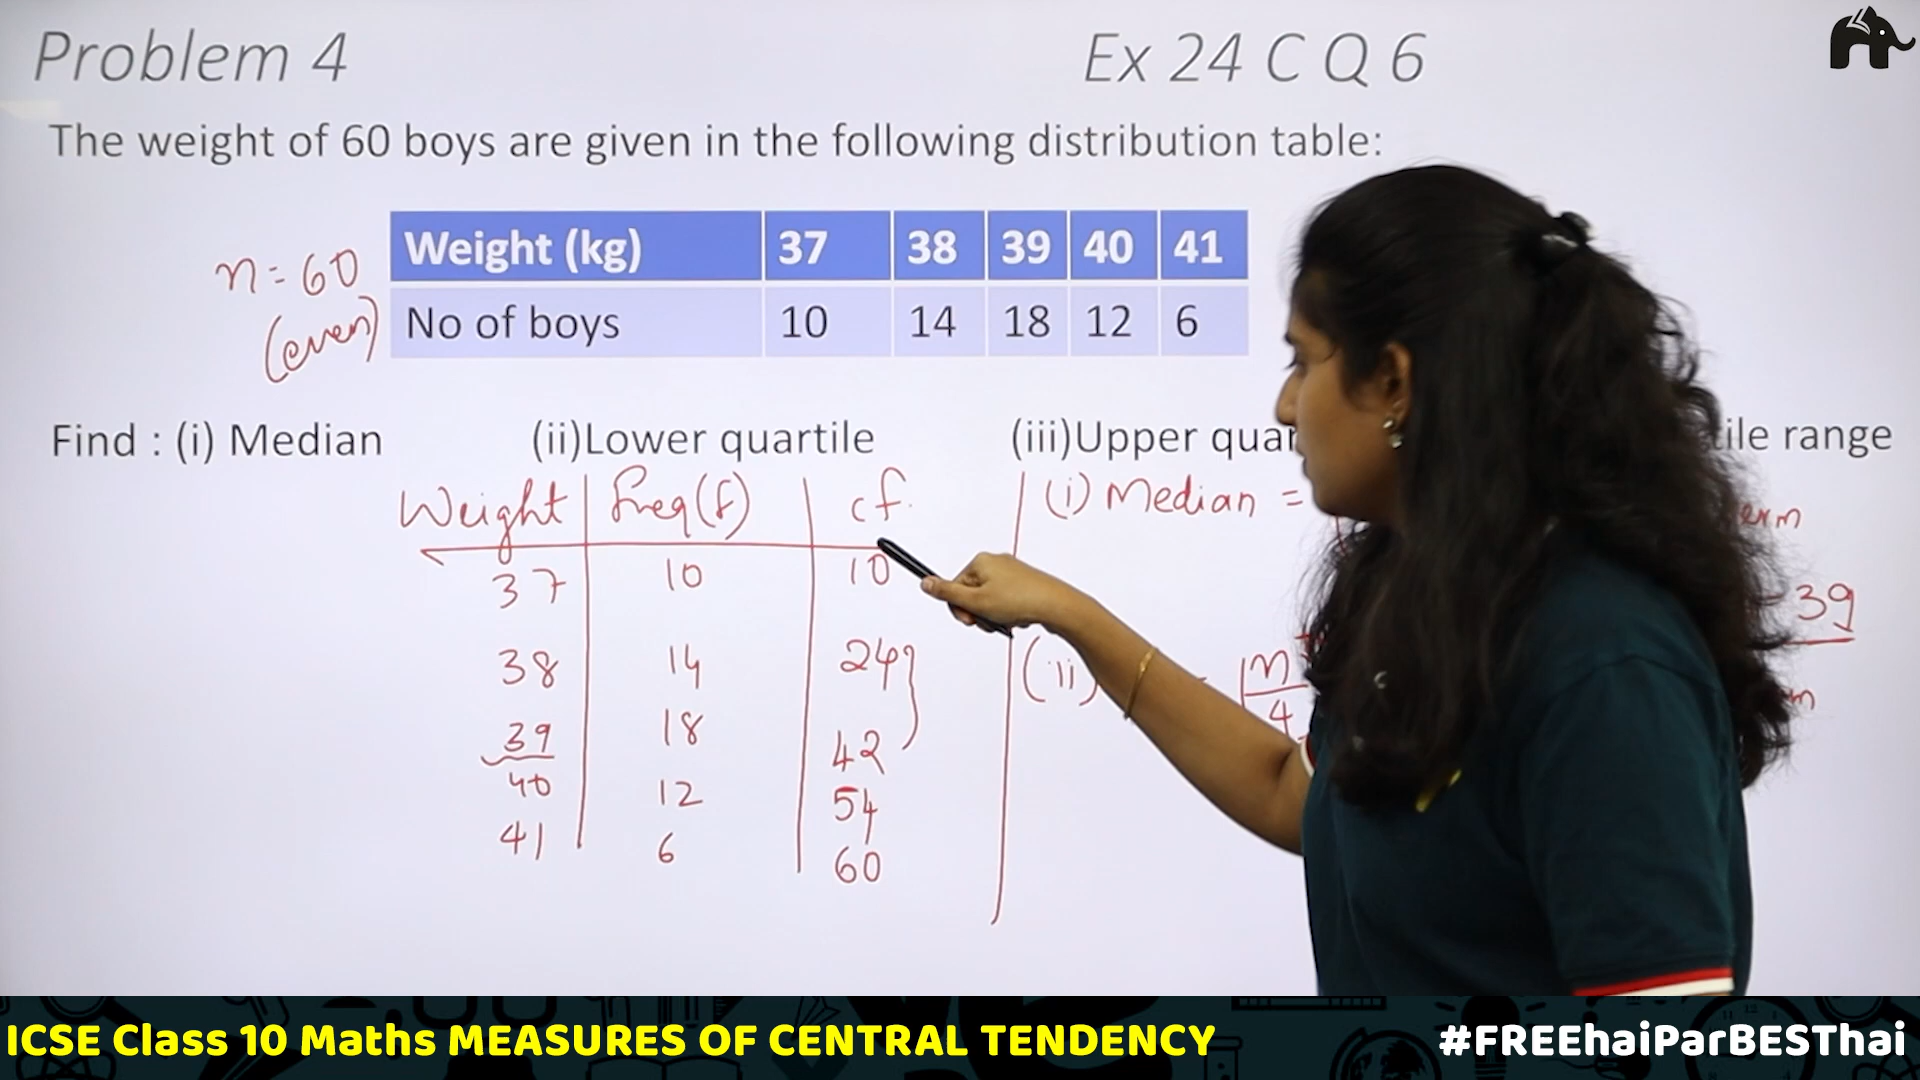 Problem 4
Ex 24 C Q 6
The weight of 60 boys are given in the following distribution table:
n = 60
(even)
Weight (kg) 37 38 39 40 41
No of boys 10 14 18 12 6
Find : (i) Median (ii)Lower quartile (iii)Upper range
Weight Freq(f) cf.
37 10 10
38 14 24
39 18 42
40 12 54
41 6 60
(i) Median =
39
(ii)
n
4
ICSE Class 10 Maths MEASURES OF CENTRAL TENDENCY
#FREEhaiParBESThai